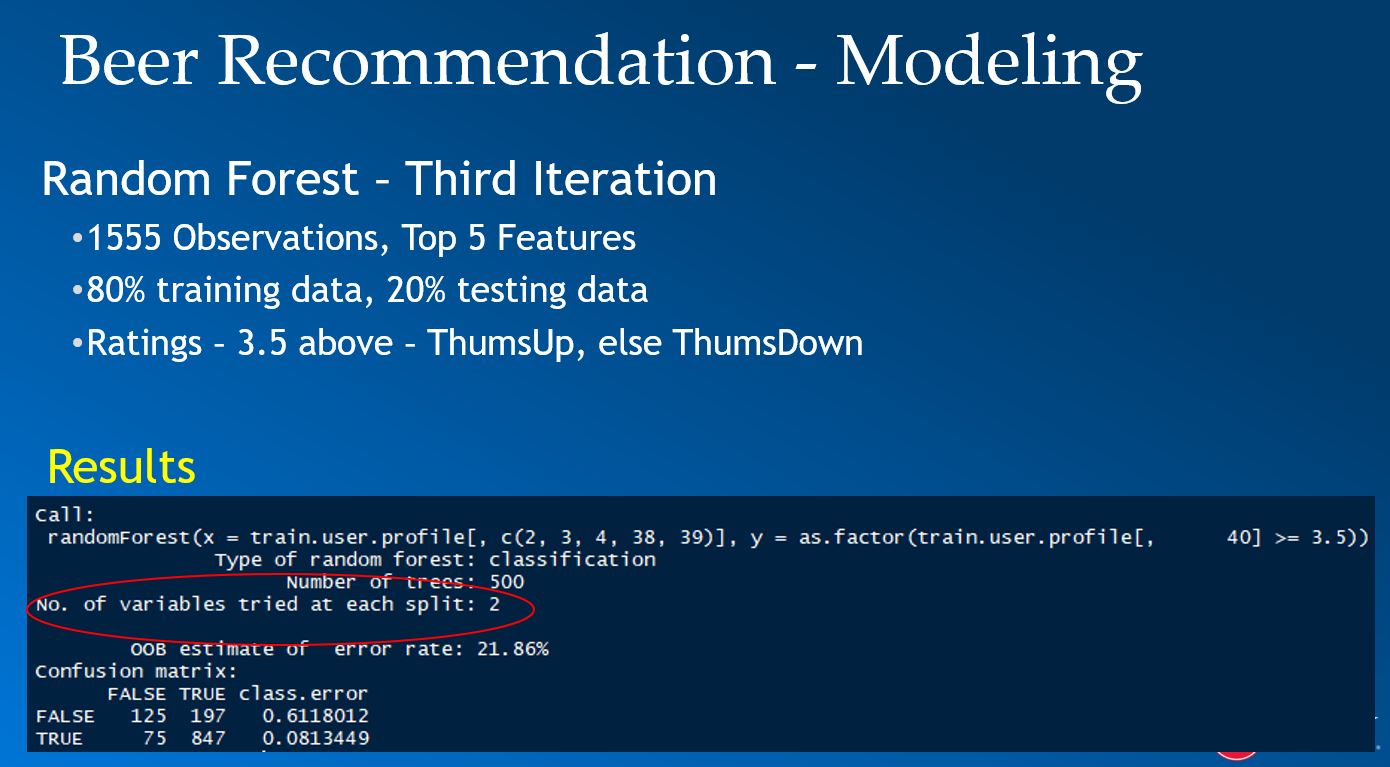 Beer Recommendation - Modeling
Random Forest – Third Iteration
•1555 Observations, Top 5 Features
•80% training data, 20% testing data
•Ratings – 3.5 above – ThumsUp, else ThumsDown
Results
Call:
randomForest(x = train.user.profile[, c(2, 3, 4, 38, 39)], y = as.factor(train.user.profile[, 40] >= 3.5))
Type of random forest: classification
Number of trees: 500
No. of variables tried at each split: 2
OOB estimate of error rate: 21.86%
Confusion matrix:
FALSE TRUE class.error
FALSE 125 197 0.6118012
TRUE 75 847 0.0813449